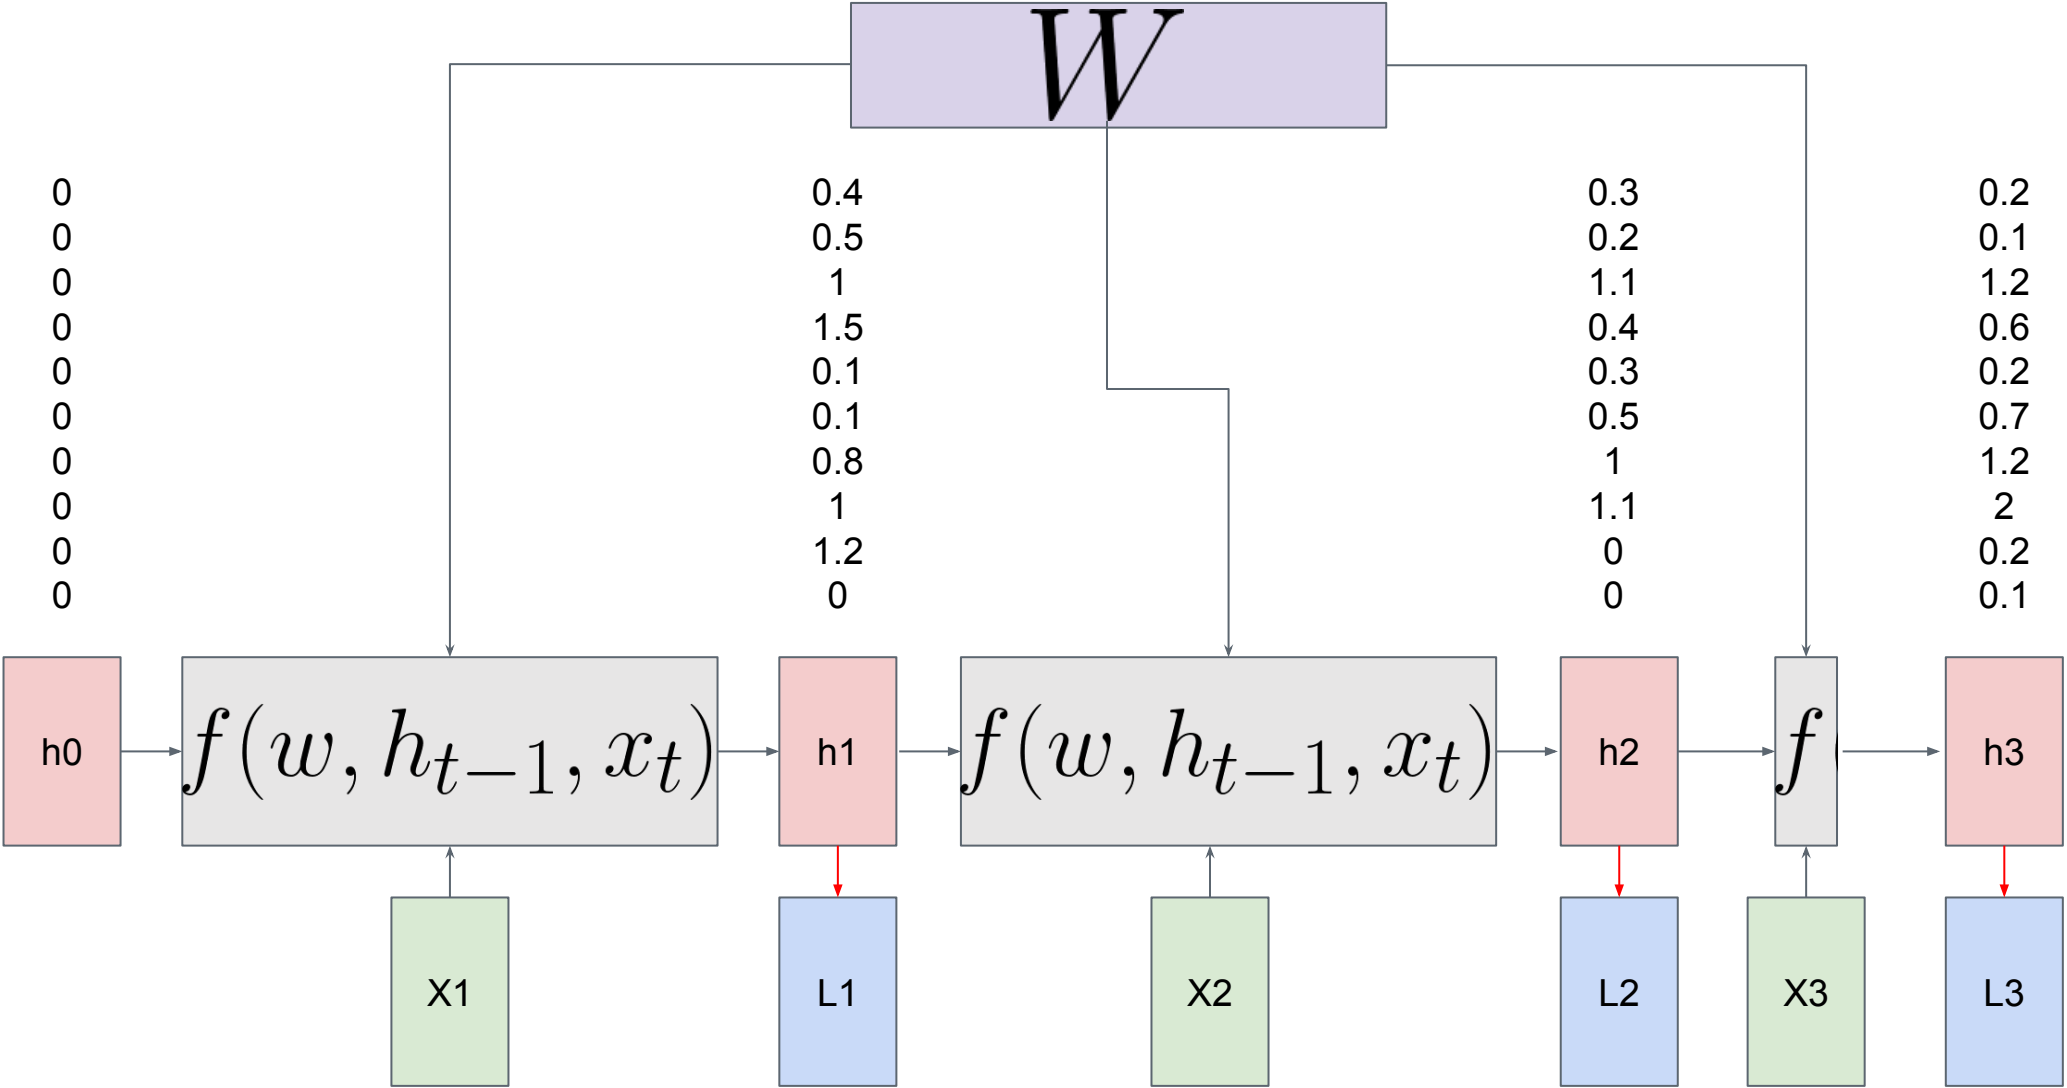 W
0 0.4 0.3 0.2
0 0.5 0.2 0.1
0 1 1.1 1.2
0 1.5 0.4 0.6
0 0.1 0.3 0.2
0 0.1 0.5 0.7
0 0.8 1 1.2
0 1 1.1 2
0 1.2 0 0.2
0 0 0 0.1
h0 f(w, h_{t-1}, x_t) h1 f(w, h_{t-1}, x_t) h2 f( h3
X1 L1 X2 L2 X3 L3